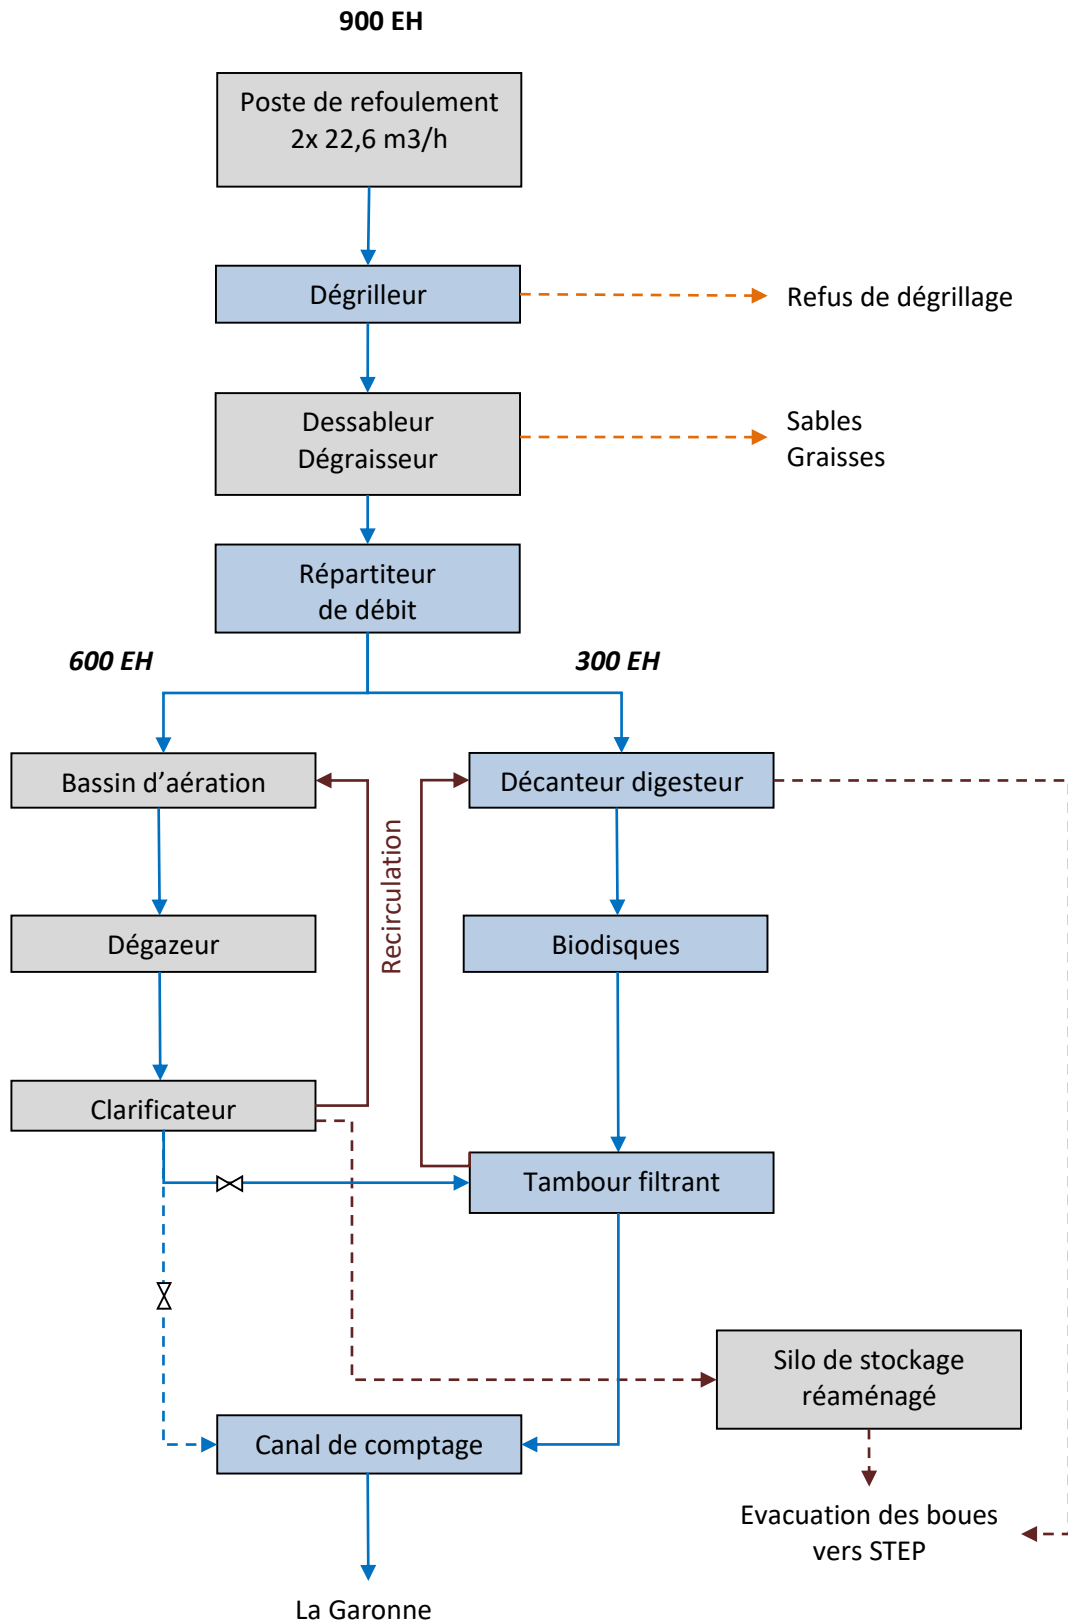 900 EH
Poste de refoulement
2x 22,6 m3/h
Dégrilleur
Refus de dégrillage
Dessableur
Dégraisseur
Sables
Graisses
Répartiteur
de débit
600 EH
300 EH
Bassin d'aération
Décanteur digesteur
Recirculation
Dégazeur
Biodisques
Clarificateur
Tambour filtrant
Silo de stockage
réaménagé
Canal de comptage
Evacuation des boues
vers STEP
La Garonne